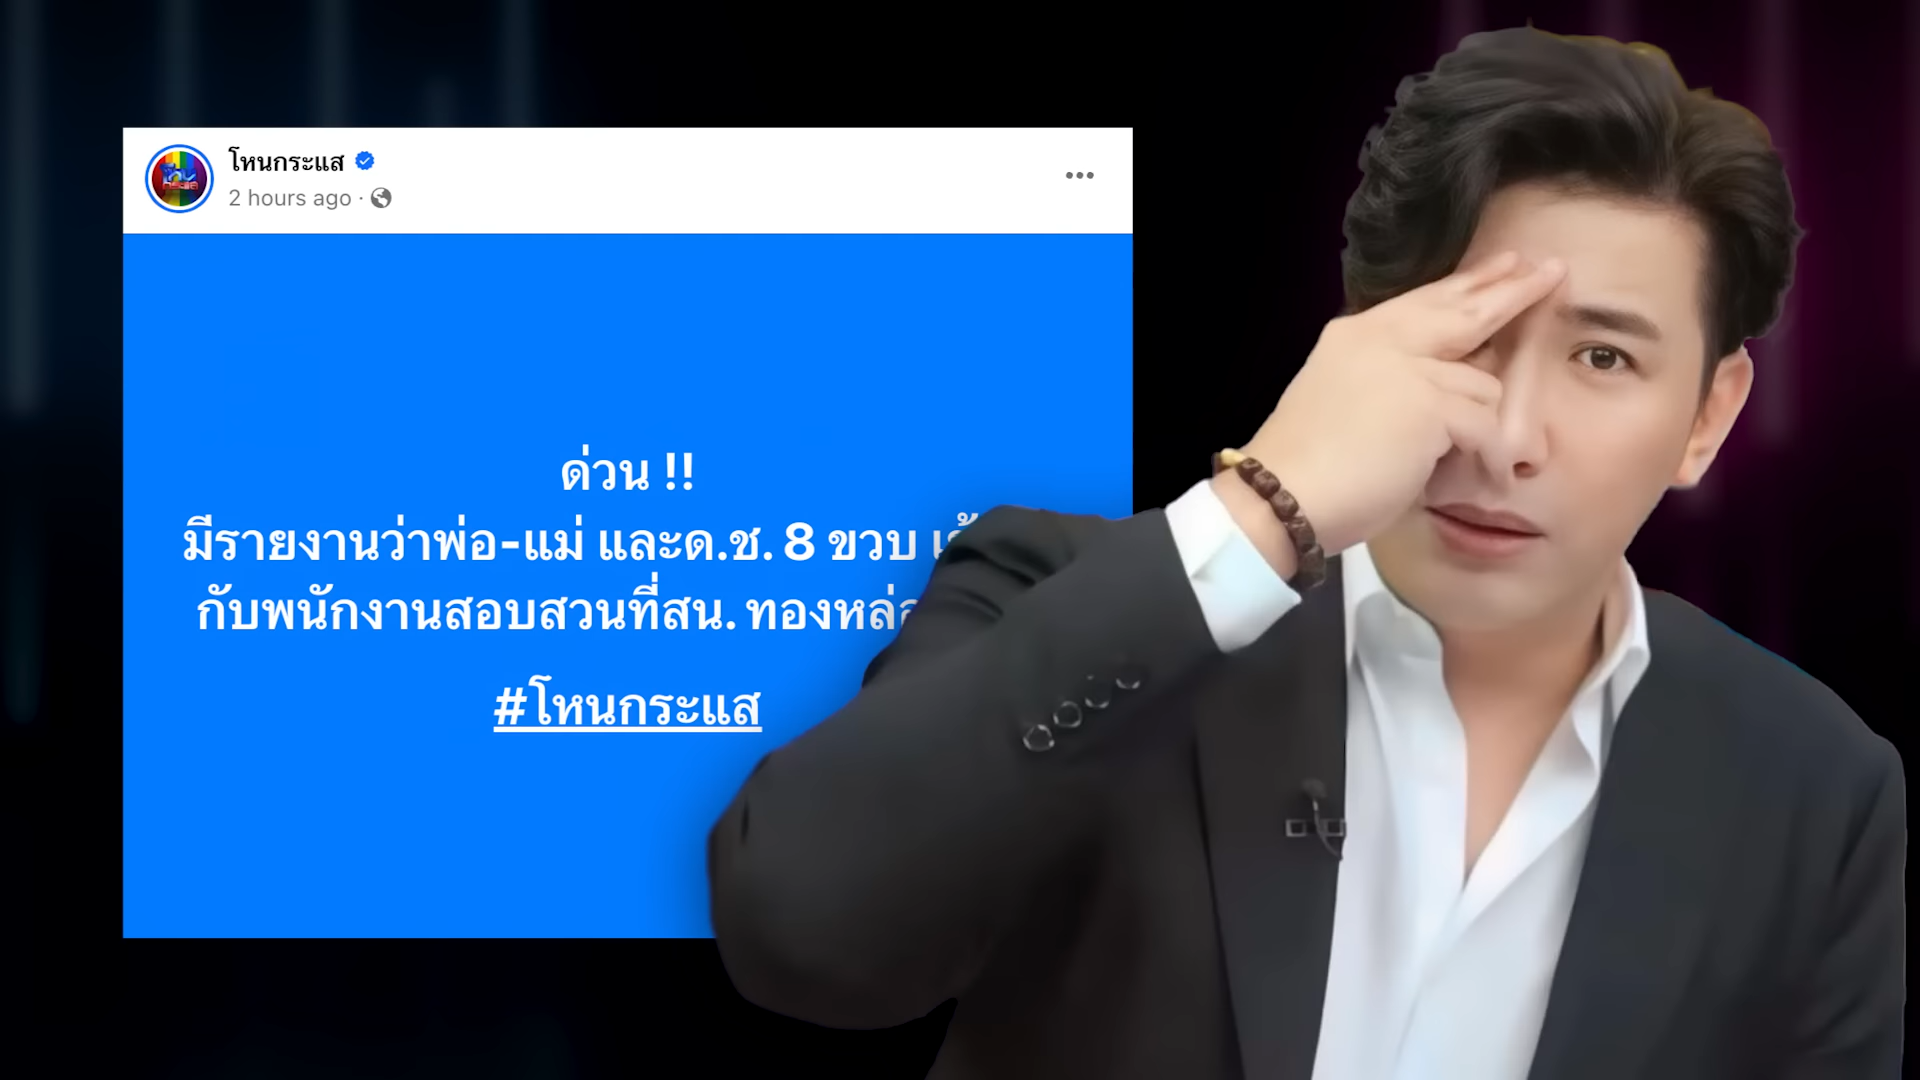 โหนกระแส
2 hours ago ·
ด่วน !!
มีรายงานว่าพ่อ-แม่ และด.ช. 8 ขวบ
กับพนักงานสอบสวนที่สน. ทองหล่อ
#โหนกระแส